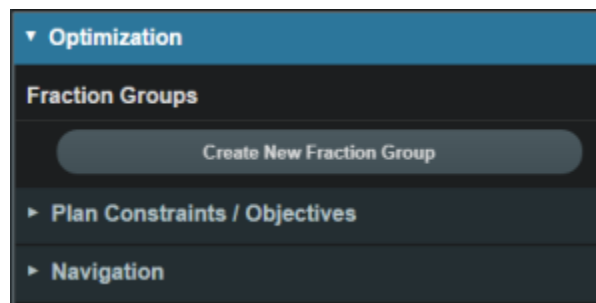 Optimization
Fraction Groups
Create New Fraction Group
Plan Constraints / Objectives
Navigation